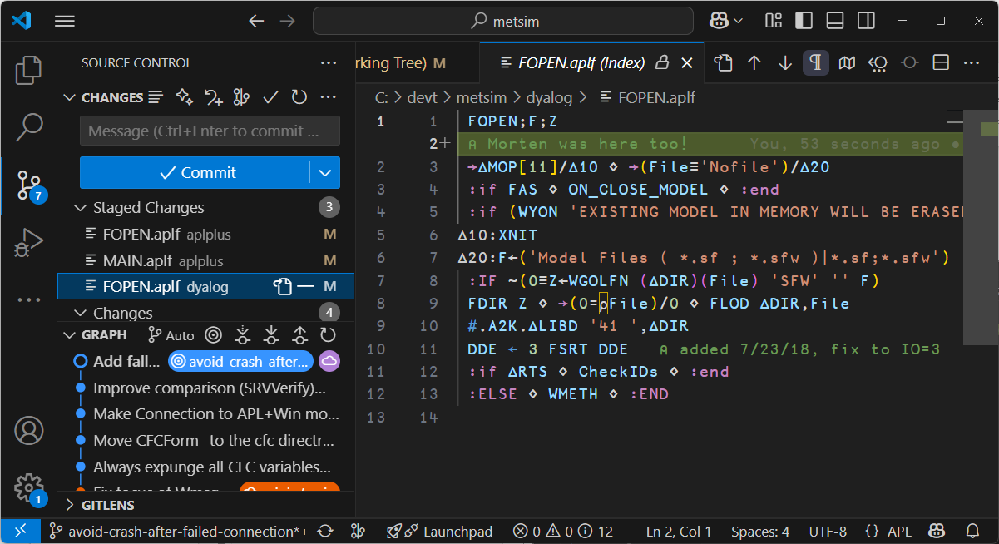 metsim
SOURCE CONTROL
rking Tree) M
FOPEN.aplf (Index)
CHANGES
C: > devt > metsim > dyalog > FOPEN.aplf
Message (Ctrl+Enter to commit ...
Commit
7
Staged Changes 3
FOPEN.aplf aplplus M
MAIN.aplf aplplus M
FOPEN.aplf dyalog M
Changes 4
GRAPH Auto
Add fall... avoid-crash-after...
Improve comparison (SRVVerify)...
Make Connection to APL+Win mo...
Move CFCForm_ to the cfc directr...
Always expunge all CFC variables...
GITLENS
1
1 1 FOPEN;F;Z
2+ ⍝ Morten was here too! You, 53 seconds ago •
2 3 →∆MOP[11]/∆10 ⋄ →(File≡'Nofile')/∆20
3 4 :if FAS ⋄ ON_CLOSE_MODEL ⋄ :end
4 5 :if (WYON 'EXISTING MODEL IN MEMORY WILL BE ERASE
5 6 ∆10:XNIT
6 7 ∆20:F←('Model Files ( *.sf ; *.sfw )|*.sf;*.sfw')
7 8 :IF ~(0≡Z←WGOLFN (∆DIR)(File) 'SFW' '' F)
8 9 FDIR Z ⋄ →(0=⍴File)/0 ⋄ FLOD ∆DIR,File
9 10 #.A2K.∆LIBD '41 ',∆DIR
10 11 DDE ← 3 FSRT DDE ⍝ added 7/23/18, fix to IO=3
11 12 :if ∆RTS ⋄ CheckIDs ⋄ :end
12 13 :ELSE ⋄ WMETH ⋄ :END
13 14
avoid-crash-after-failed-connection*+ Launchpad 0 0 12 Ln 2, Col 1 Spaces: 4 UTF-8 {} APL